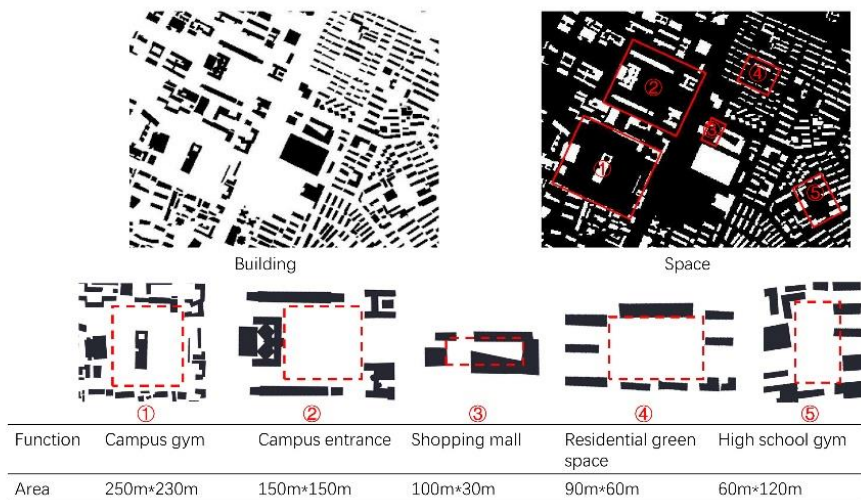 ②
④
③
①
⑤
Building
Space
①
②
③
④
⑤
Function Campus gym Campus entrance Shopping mall Residential green space High school gym
Area 250m*230m 150m*150m 100m*30m 90m*60m 60m*120m